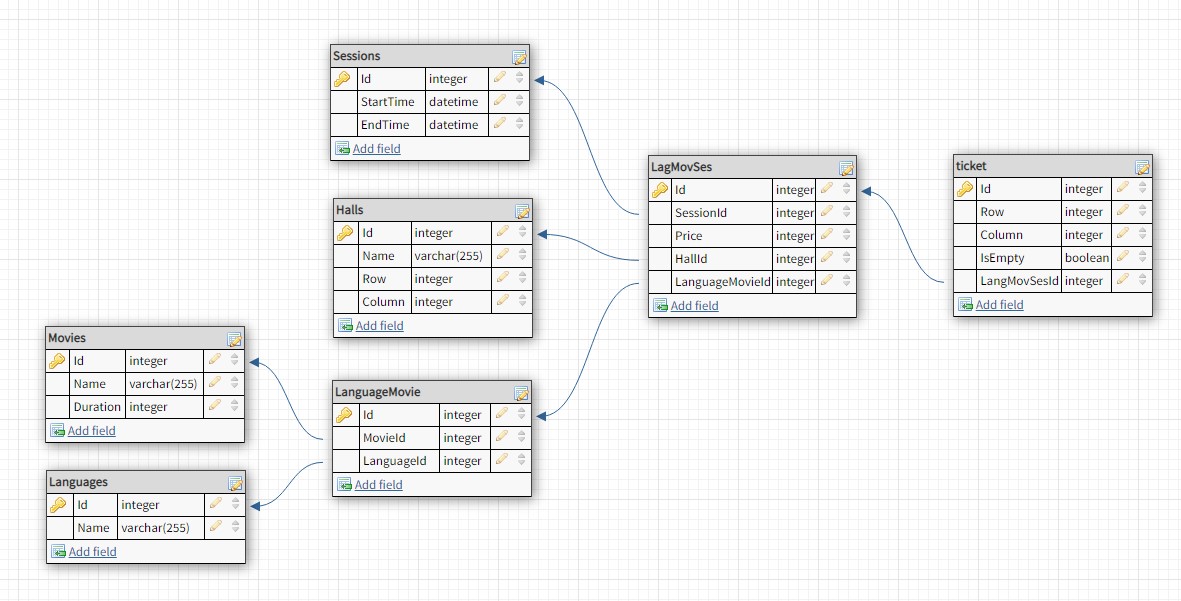 Sessions
Id integer
StartTime datetime
EndTime datetime
Add field
Halls
Id integer
Name varchar(255)
Row integer
Column integer
Add field
Movies
Id integer
Name varchar(255)
Duration integer
Add field
Languages
Id integer
Name varchar(255)
Add field
LanguageMovie
Id integer
MovieId integer
LanguageId integer
Add field
LagMovSes
Id integer
SessionId integer
Price integer
HallId integer
LanguageMovieId integer
Add field
ticket
Id integer
Row integer
Column integer
IsEmpty boolean
LangMovSesId integer
Add field